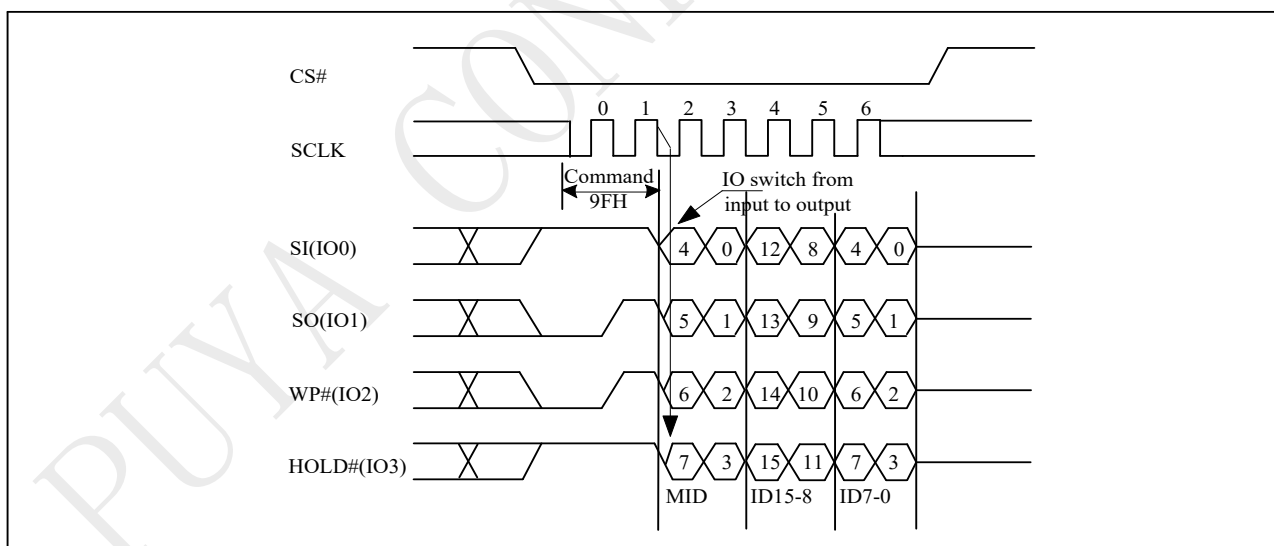 PUYA CON
CS#
0 1 2 3 4 5 6
SCLK
Command
9FH
IO switch from
input to output
SI(IO0)
4 0 12 8 4 0
SO(IO1)
5 1 13 9 5 1
WP#(IO2)
6 2 14 10 6 2
HOLD#(IO3)
7 3 15 11 7 3
MID ID15-8 ID7-0